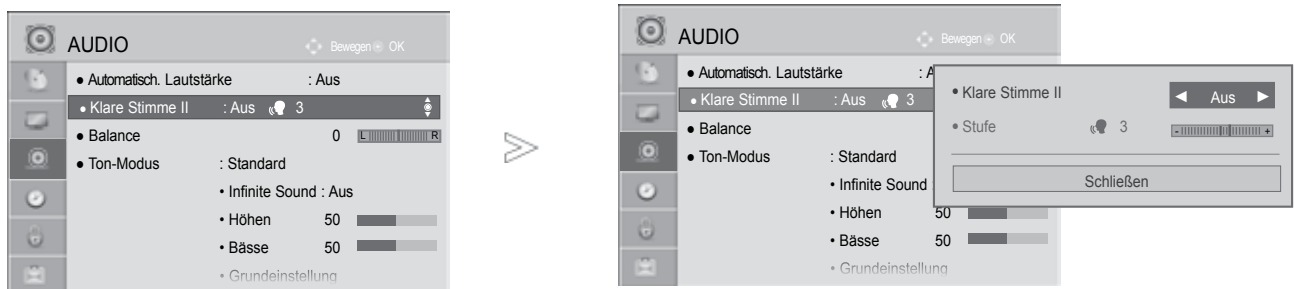 AUDIO
Bewegen OK
• Automatisch. Lautstärke : Aus
• Klare Stimme II : Aus 3
• Balance 0 L R
• Ton-Modus : Standard
• Infinite Sound : Aus
• Höhen 50
• Bässe 50
• Grundeinstellung
AUDIO
Bewegen OK
• Automatisch. Lautstärke : A
• Klare Stimme II : Aus 3
• Balance
• Ton-Modus : Standard
• Infinite Sound :
• Höhen 50
• Bässe 50
• Grundeinstellung
• Klare Stimme II ◄ Aus ►
• Stufe 3 - +
Schließen